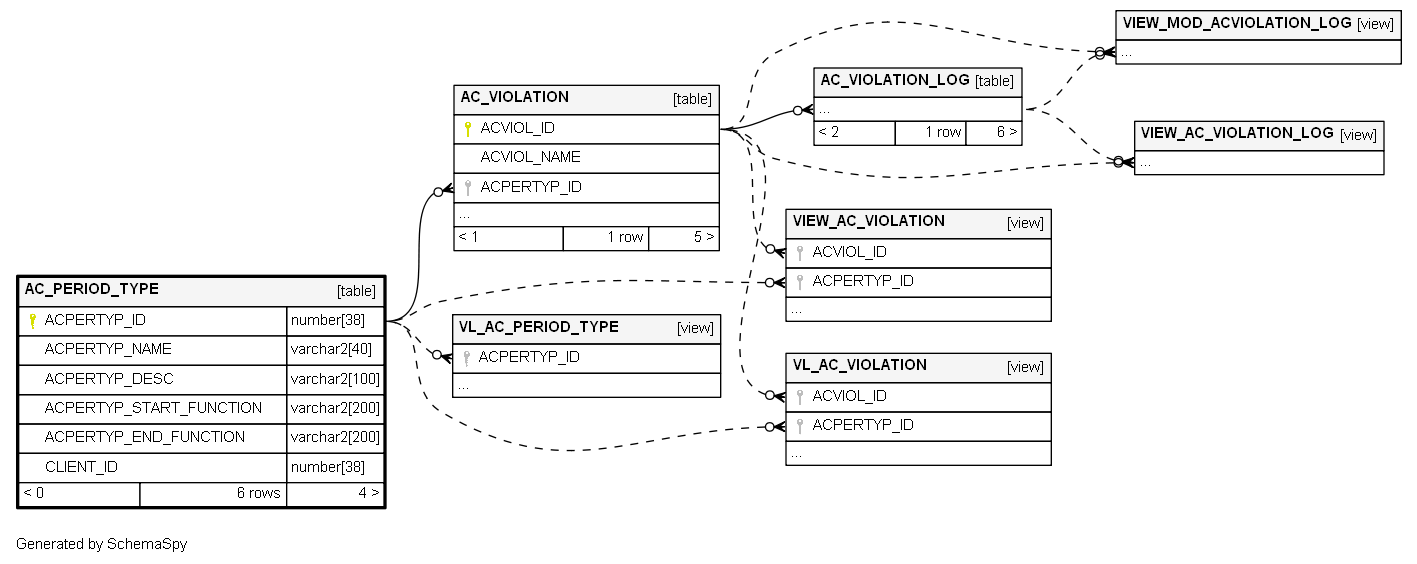 VIEW_MOD_ACVIOLATION_LOG [view]
...
AC_VIOLATION_LOG [table]
...
< 2 1 row 6 >
VIEW_AC_VIOLATION_LOG [view]
...
AC_VIOLATION [table]
ACVIOL_ID
ACVIOL_NAME
ACPERTYP_ID
...
< 1 1 row 5 >
VIEW_AC_VIOLATION [view]
ACVIOL_ID
ACPERTYP_ID
...
AC_PERIOD_TYPE [table]
ACPERTYP_ID number[38]
ACPERTYP_NAME varchar2[40]
ACPERTYP_DESC varchar2[100]
ACPERTYP_START_FUNCTION varchar2[200]
ACPERTYP_END_FUNCTION varchar2[200]
CLIENT_ID number[38]
< 0 6 rows 4 >
VL_AC_PERIOD_TYPE [view]
ACPERTYP_ID
...
VL_AC_VIOLATION [view]
ACVIOL_ID
ACPERTYP_ID
...
Generated by SchemaSpy